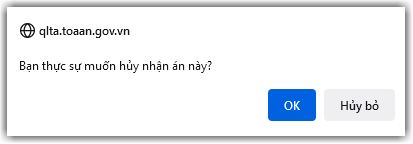 qlta.toaan.gov.vn
Bạn thực sự muốn hủy nhận án này?
OK
Hủy bỏ